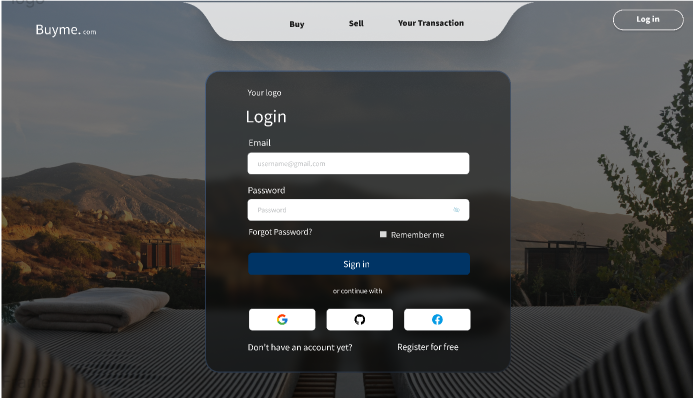 logo
Buyme.com
Buy
Sell
Your Transaction
Log in
Your logo
Login
Email
username@gmail.com
Password
Password
Forgot Password?
Remember me
Sign in
or continue with
Don't have an account yet?
Register for free